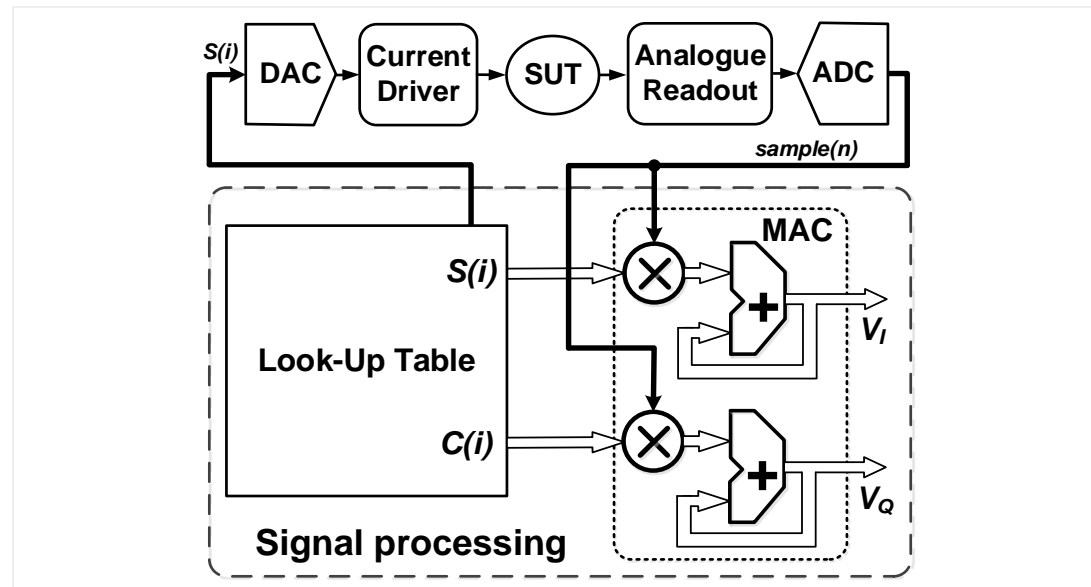 S(i)
DAC
Current
Driver
SUT
Analogue
Readout
ADC
sample(n)
MAC
S(i)
+
V_I
Look-Up Table
C(i)
+
V_Q
Signal processing